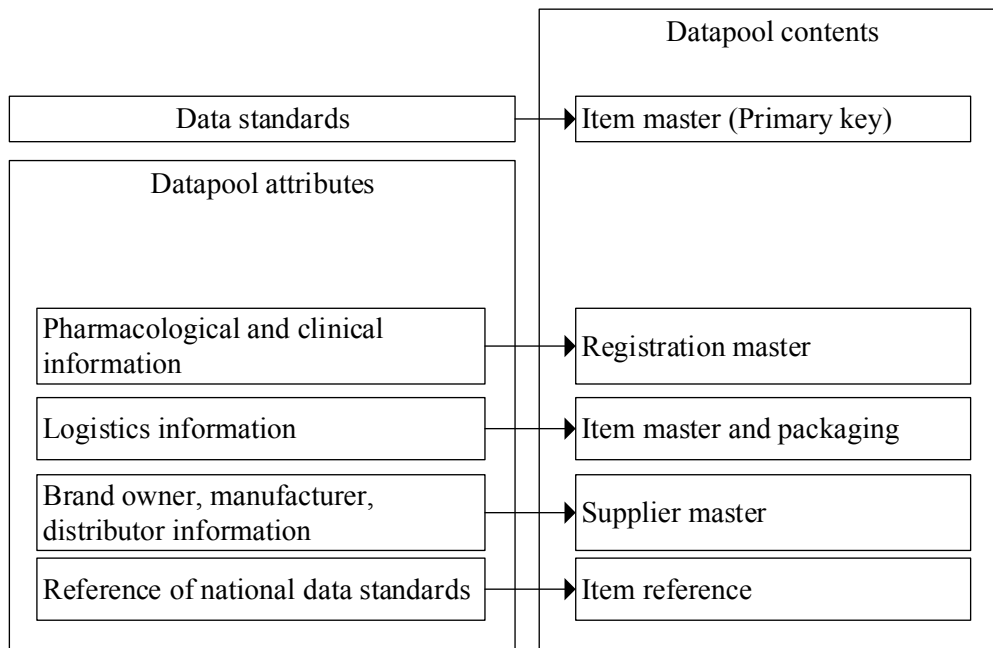 Datapool contents
Data standards
Item master (Primary key)
Datapool attributes
Pharmacological and clinical
information
Registration master
Logistics information
Item master and packaging
Brand owner, manufacturer,
distributor information
Supplier master
Reference of national data standards
Item reference